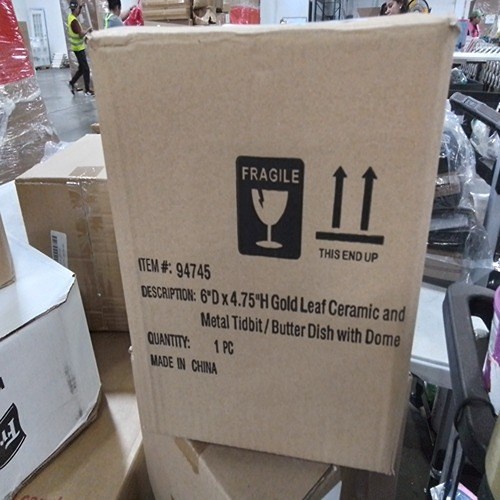 FRAGILE
THIS END UP
ITEM #: 94745
DESCRIPTION: 6"D x 4.75"H Gold Leaf Ceramic and
Metal Tidbit / Butter Dish with Dome
QUANTITY: 1 PC
MADE IN CHINA